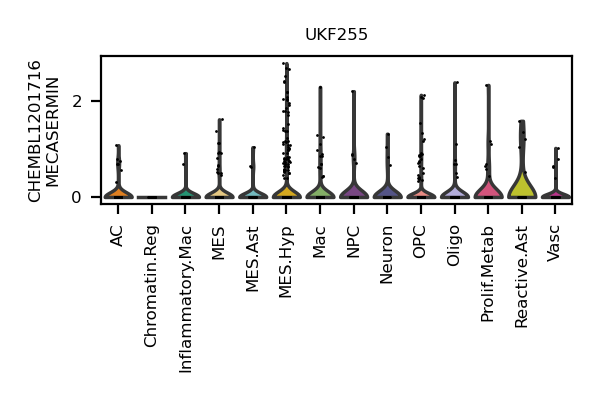 UKF255
CHEMBL1201716
MECASERMIN
2
0
AC
Chromatin.Reg
Inflammatory.Mac
MES
MES.Ast
MES.Hyp
Mac
NPC
Neuron
OPC
Oligo
Prolif.Metab
Reactive.Ast
Vasc